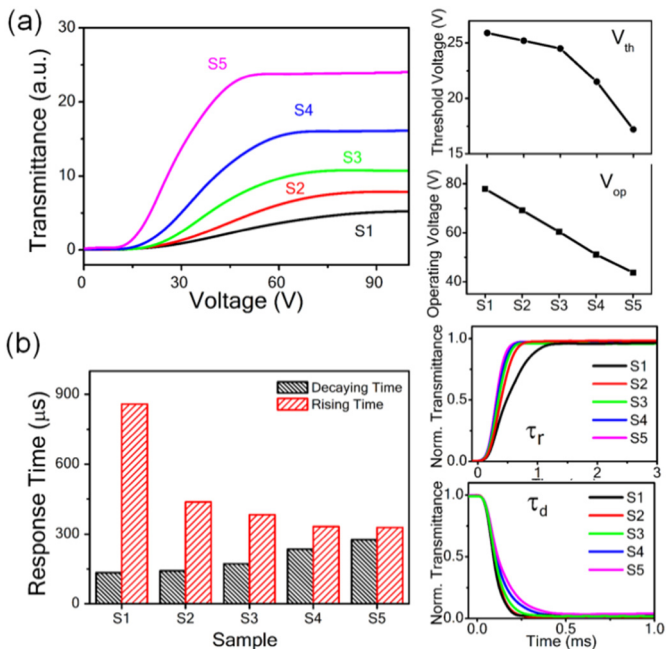 (a)
30
20
10
0
Transmittance (a.u.)
S5
S4
S3
S2
S1
0 30 60 90
Voltage (V)
25
20
15
Threshold Voltage (V)
Vth
80
60
40
Operating Voltage (V)
Vop
S1 S2 S3 S4 S5
(b)
900
600
300
0
Response Time (μs)
Decaying Time
Rising Time
S1 S2 S3 S4 S5
Sample
1.0
0.5
0.0
Norm. Transmittance
S1
S2
S3
S4
S5
τr
0 1 2 3
1.0
0.5
0.0
Norm. Transmittance
τd
S1
S2
S3
S4
S5
0.0 0.5 1.0
Time (ms)